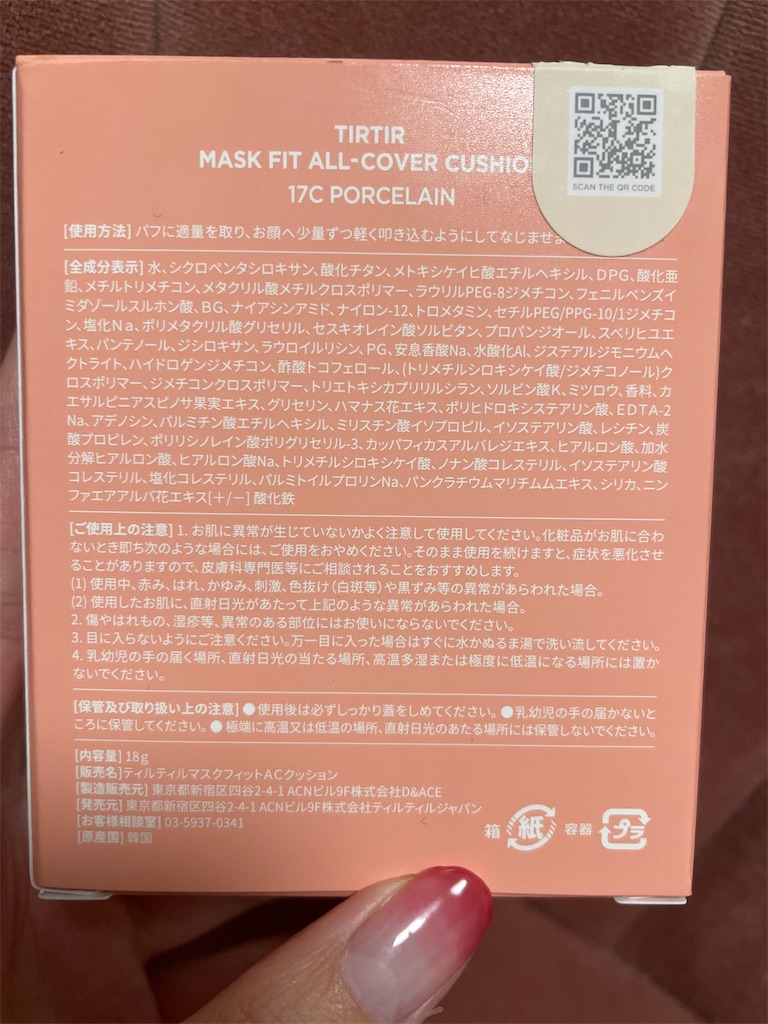 TIRTIR
MASK FIT ALL-COVER CUSHIO
17C PORCELAIN
SCAN THE QR CODE
[使用方法] パフに適量を取り、お顔へ少量ずつ軽く叩き込むようにしてなじませ
[全成分表示] 水、シクロペンタシロキサン、酸化チタン、メトキシケイヒ酸エチルヘキシル、DPG、酸化亜
鉛、メチルトリメチコン、メタクリル酸メチルクロスポリマー、ラウリルPEG-8ジメチコン、フェニルベンズイ
ミダゾールスルホン酸、BG、ナイアシンアミド、ナイロン-12、トロメタミン、セチルPEG/PPG-10/1ジメチコ
ン、塩化Na、ポリメタクリル酸グリセリル、セスキオレイン酸ソルビタン、プロパンジオール、スベリヒユエ
キス、パンテノール、ジシロキサン、ラウロイルリシン、PG、安息香酸Na、水酸化Al、ジステアルジモニウムヘ
クトライト、ハイドロゲンジメチコン、酢酸トコフェロール、(トリメチルシロキシケイ酸/ジメチコノール)ク
ロスポリマー、ジメチコンクロスポリマー、トリエトキシカプリリルシラン、ソルビン酸K、ミツロウ、香料、カ
エサルピニアスピノサ果実エキス、グリセリン、ハマナス花エキス、ポリヒドロキシステアリン酸、EDTA-2
Na、アデノシン、パルミチン酸エチルヘキシル、ミリスチン酸イソプロピル、イソステアリン酸、レシチン、炭
酸プロピレン、ポリリシノレイン酸ポリグリセリル-3、カッパフィカスアルバレジエキス、ヒアルロン酸、加水
分解ヒアルロン酸、ヒアルロン酸Na、トリメチルシロキシケイ酸、ノナン酸コレステリル、イソステアリン酸
コレステリル、塩化コレステリル、パルミトイルプロリンNa、パンクラチウムマリチムムエキス、シリカ、ニン
ファエアアルバ花エキス[+/-] 酸化鉄
[ご使用上の注意] 1. お肌に異常が生じていないかよく注意して使用してください。化粧品がお肌に合わ
ないとき即ち次のような場合には、ご使用をおやめください。そのまま使用を続けますと、症状を悪化させ
ることがありますので、皮膚科専門医等にご相談されることをおすすめします。
(1) 使用中、赤み、はれ、かゆみ、刺激、色抜け(白斑等)や黒ずみ等の異常があらわれた場合。
(2) 使用したお肌に、直射日光があたって上記のような異常があらわれた場合。
2. 傷やはれもの、湿疹等、異常のある部位にはお使いにならないでください。
3. 目に入らないようにご注意ください。万一目に入った場合はすぐに水かぬるま湯で洗い流してください。
4. 乳幼児の手の届く場所、直射日光の当たる場所、高温多湿または極度に低温になる場所には置か
ないでください。
[保管及び取り扱い上の注意] ●使用後は必ずしっかり蓋をしめてください。 ●乳幼児の手の届かないと
ころに保管してください。● 極端に高温又は低温の場所、直射日光のあたる場所には保管しないでください。
[内容量] 18g
[販売名]ティルティルマスクフィットACクッション
[製造販売元] 東京都新宿区四谷2-4-1 ACNビル9F株式会社D&ACE
[発売元] 東京都新宿区四谷2-4-1 ACNビル9F株式会社ティルティルジャパン
[お客様相談室] 03-5937-0341
[原産国] 韓国
箱 紙 容器 プラ